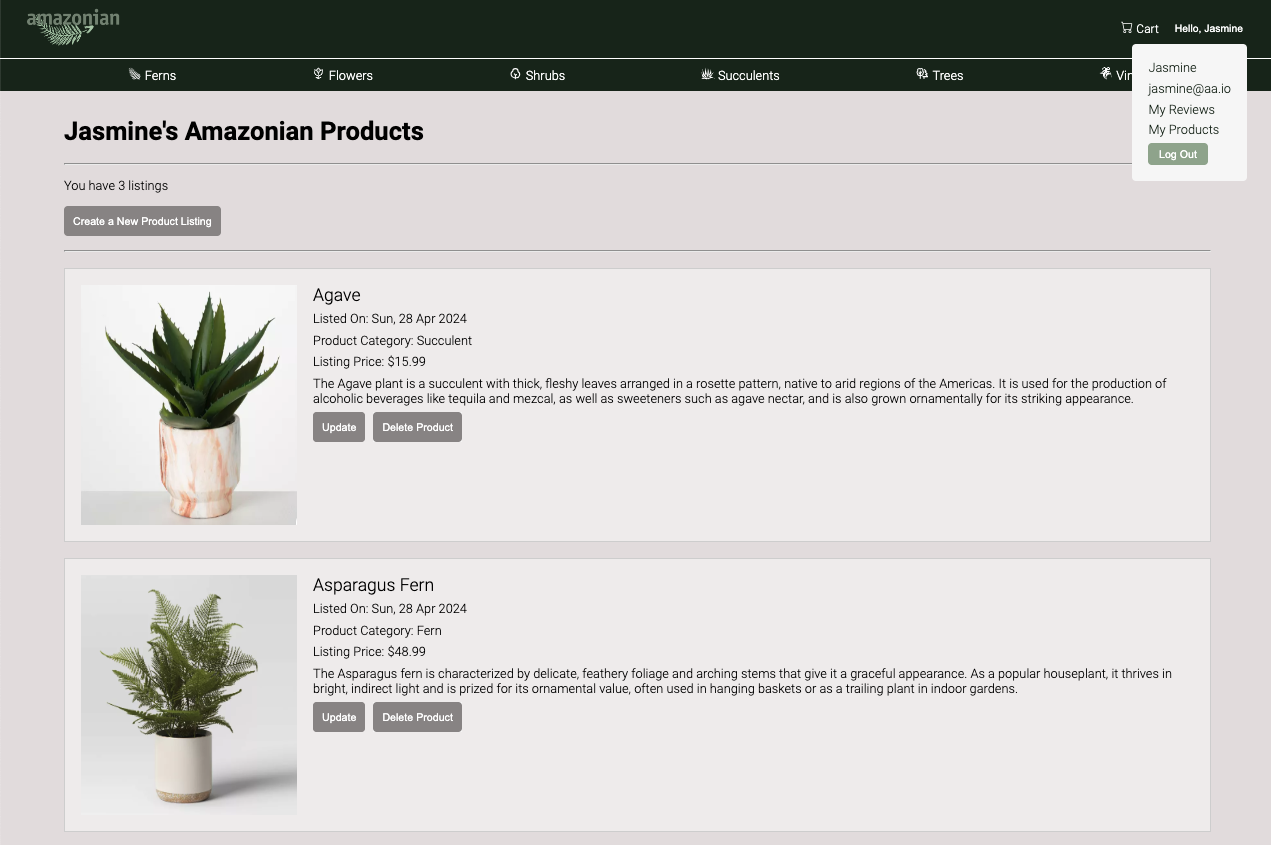 amazonian
Cart
Hello, Jasmine
Jasmine
jasmine@aa.io
My Reviews
My Products
Log Out
Ferns
Flowers
Shrubs
Succulents
Trees
Jasmine's Amazonian Products
You have 3 listings
Create a New Product Listing
Agave
Listed On: Sun, 28 Apr 2024
Product Category: Succulent
Listing Price: $15.99
The Agave plant is a succulent with thick, fleshy leaves arranged in a rosette pattern, native to arid regions of the Americas. It is used for the production of
alcoholic beverages like tequila and mezcal, as well as sweeteners such as agave nectar, and is also grown ornamentally for its striking appearance.
Update
Delete Product
Asparagus Fern
Listed On: Sun, 28 Apr 2024
Product Category: Fern
Listing Price: $48.99
The Asparagus fern is characterized by delicate, feathery foliage and arching stems that give it a graceful appearance. As a popular houseplant, it thrives in
bright, indirect light and is prized for its ornamental value, often used in hanging baskets or as a trailing plant in indoor gardens.
Update
Delete Product